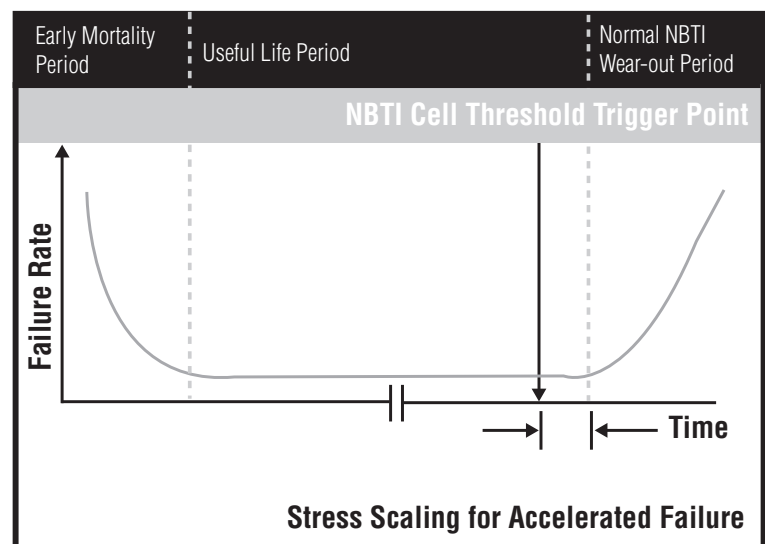 Early Mortality
Period
Useful Life Period
Normal NBTI
Wear-out Period
NBTI Cell Threshold Trigger Point
Failure Rate
Time
Stress Scaling for Accelerated Failure